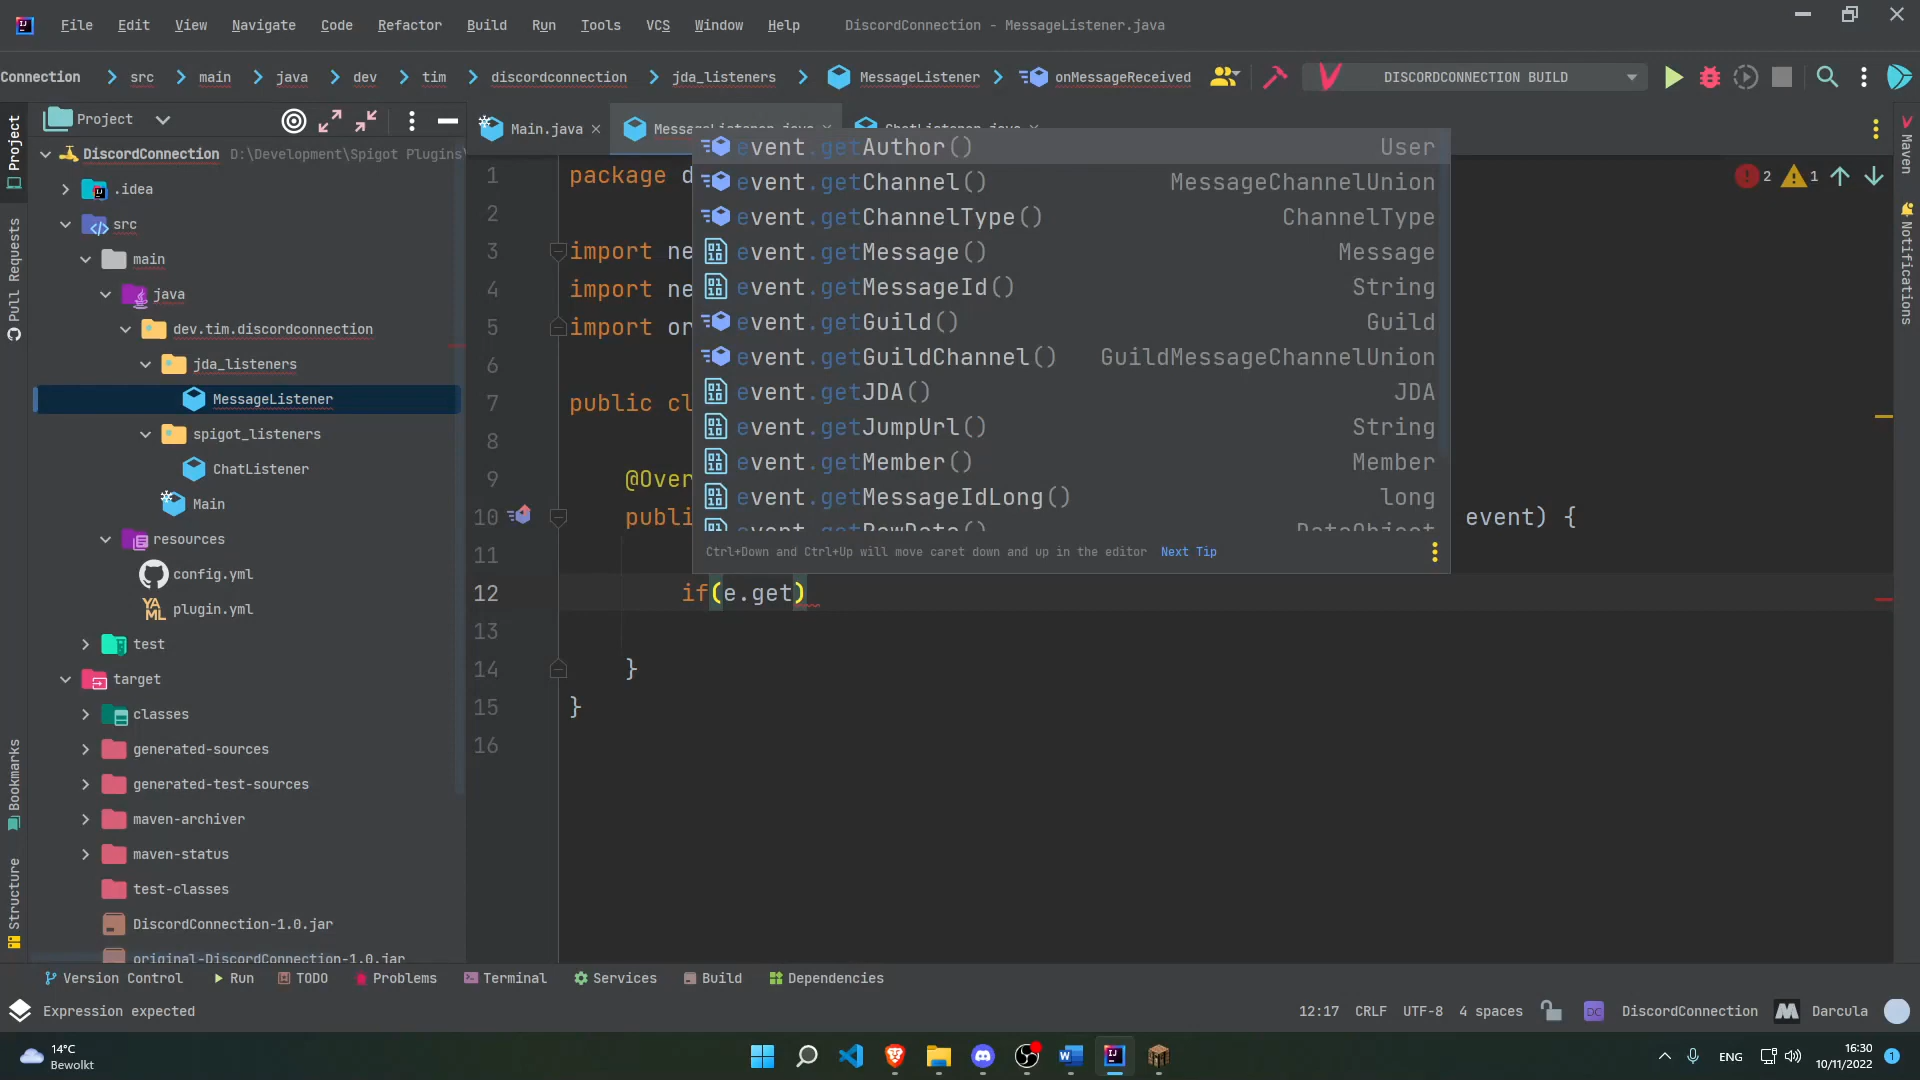 File Edit View Navigate Code Refactor Build Run Tools VCS Window Help DiscordConnection - MessageListener.java
Connection src main java dev tim discordconnection jda_listeners MessageListener onMessageReceived DISCORDCONNECTION BUILD
Project
Main.java
MessageListener.java
ChatListener.java
DiscordConnection D:\Development\Spigot Plugins\
.idea
src
main
java
dev.tim.discordconnection
jda_listeners
MessageListener
spigot_listeners
ChatListener
Main
resources
config.yml
plugin.yml
test
target
classes
generated-sources
generated-test-sources
maven-archiver
maven-status
test-classes
DiscordConnection-1.0.jar
original-DiscordConnection-1.0.jar
Project
Pull Requests
Bookmarks
Structure
1 package d
2
3 import ne
4 import ne
5 import or
6
7 public cl
8
9 @Over
10 publi event) {
11
12 if(e.get)
13
14 }
15 }
16
event.getAuthor() User
event.getChannel() MessageChannelUnion
event.getChannelType() ChannelType
event.getMessage() Message
event.getMessageId() String
event.getGuild() Guild
event.getGuildChannel() GuildMessageChannelUnion
event.getJDA() JDA
event.getJumpUrl() String
event.getMember() Member
event.getMessageIdLong() long
event.getRawData() DataObject
Ctrl+Down and Ctrl+Up will move caret down and up in the editor Next Tip
2 1
Maven
Notifications
Version Control Run TODO Problems Terminal Services Build Dependencies
Expression expected
12:17 CRLF UTF-8 4 spaces DC DiscordConnection Darcula
14°C
Bewolkt
ENG
16:30
10/11/2022
1